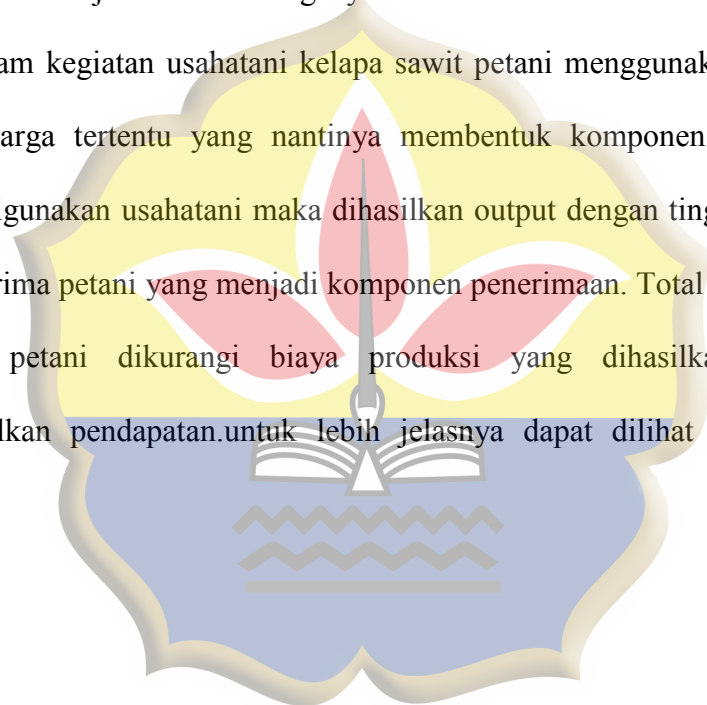 am kegiatan usahatani kelapa sawit petani menggunak
arga tertentu yang nantinya membentuk komponen
gunakan usahatani maka dihasilkan output dengan ting
rima petani yang menjadi komponen penerimaan. Total
petani dikurangi biaya produksi yang dihasilka
lkan pendapatan.untuk lebih jelasnya dapat dilihat